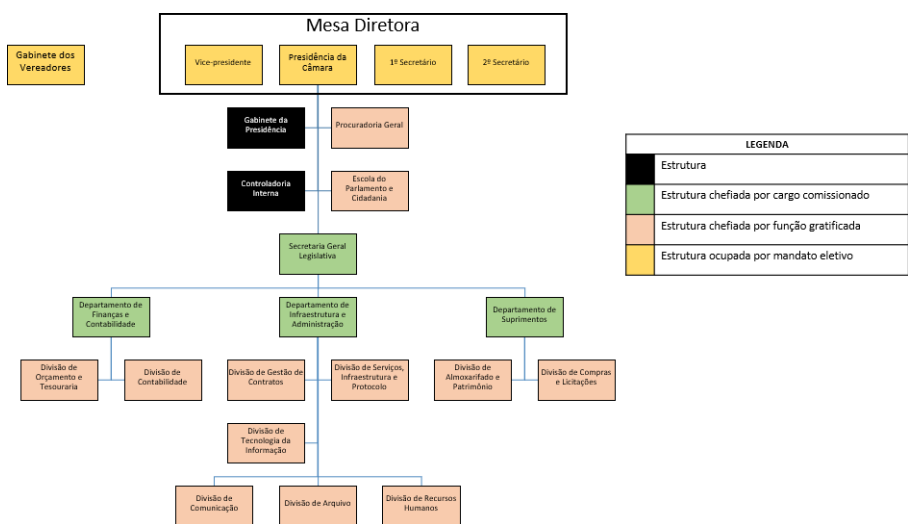 Mesa Diretora
Gabinete dos
Vereadores
Vice-presidente
Presidência da
Câmara
1º Secretário
2º Secretário
Gabinete da
Presidência
Procuradoria Geral
Controladoria
Interna
Escola do
Parlamento e
Cidadania
LEGENDA
Estrutura
Estrutura chefiada por cargo comissionado
Estrutura chefiada por função gratificada
Estrutura ocupada por mandato eletivo
Secretaria Geral
Legislativa
Departamento de
Finanças e
Contabilidade
Departamento de
Infraestrutura e
Administração
Departamento de
Suprimentos
Divisão de
Orçamento e
Tesouraria
Divisão de
Contabilidade
Divisão de Gestão de
Contratos
Divisão de Serviços,
Infraestrutura e
Protocolo
Divisão de
Almoxarifado e
Patrimônio
Divisão de Compras
e Licitações
Divisão de
Tecnologia da
Informação
Divisão de
Comunicação
Divisão de Arquivo
Divisão de Recursos
Humanos